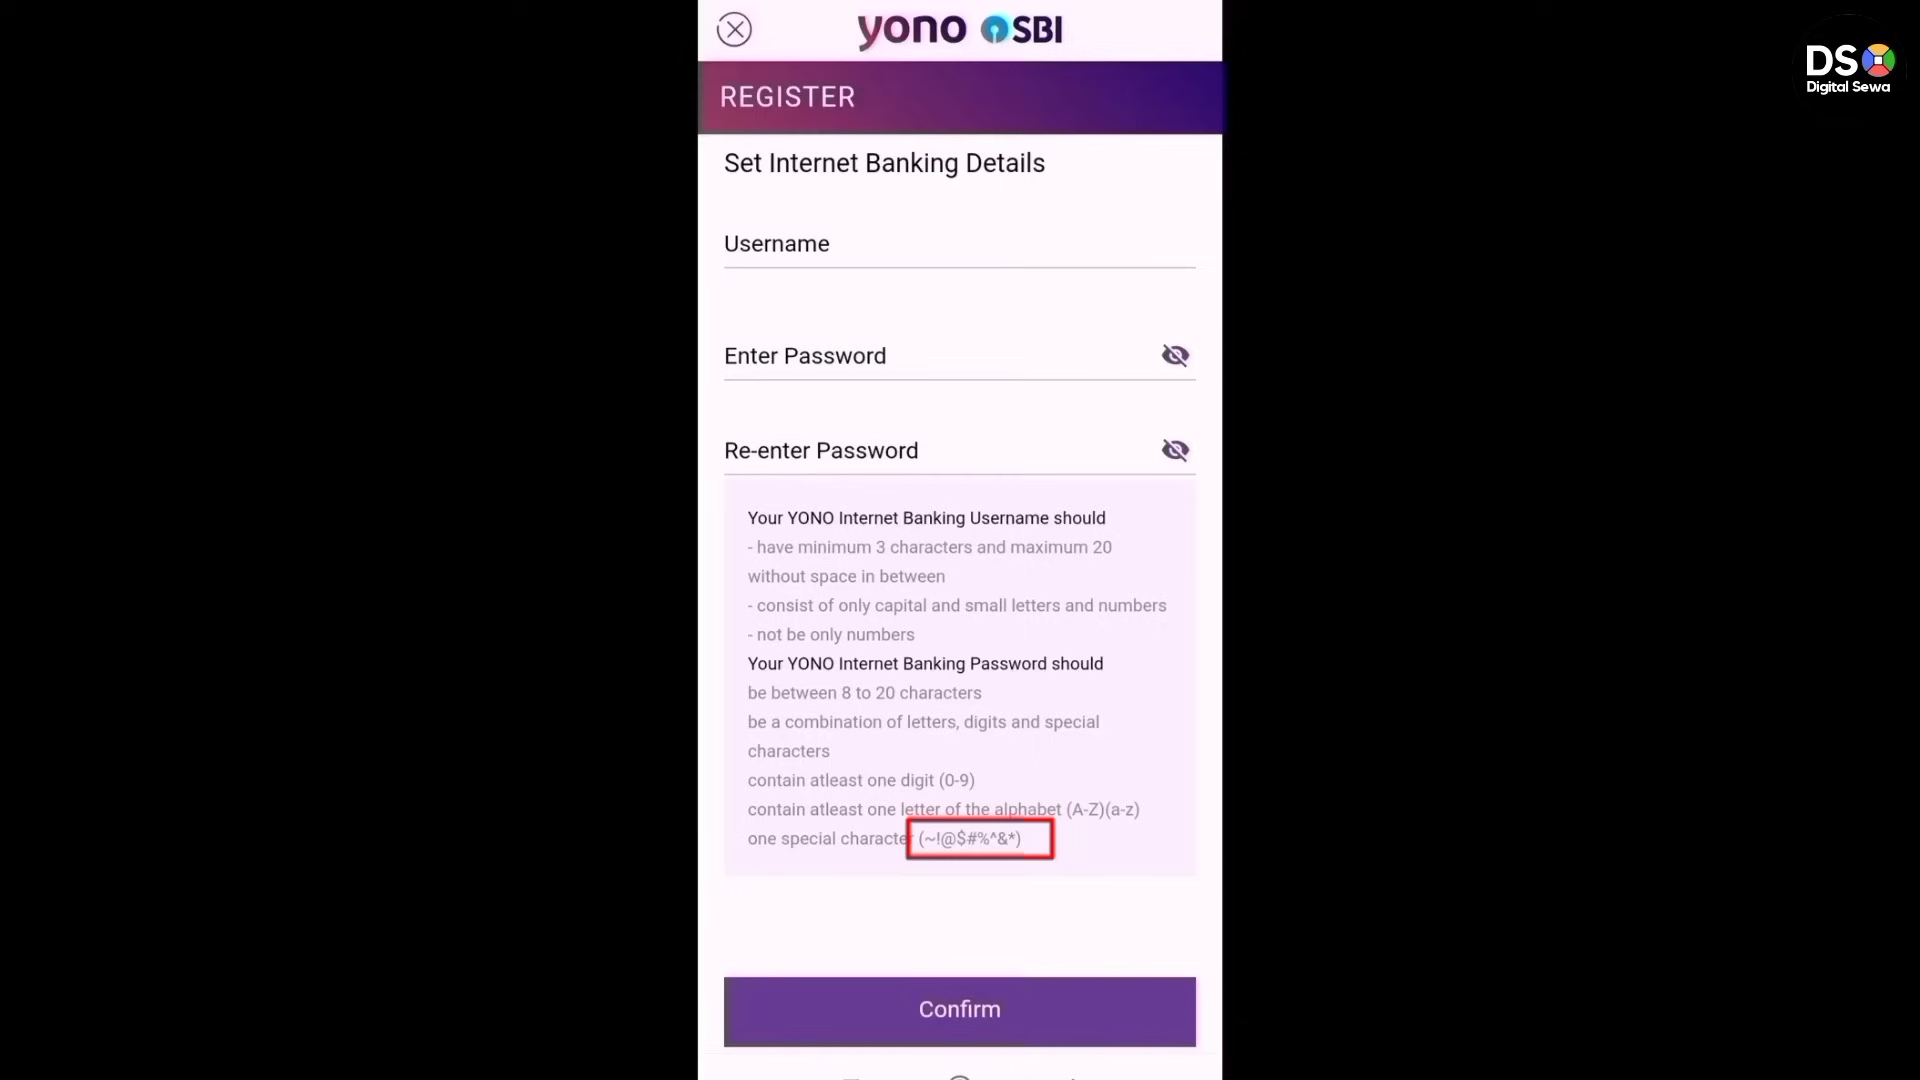 yono SBI
DS
Digital Sewa
REGISTER
Set Internet Banking Details
Username
Enter Password
Re-enter Password
Your YONO Internet Banking Username should
- have minimum 3 characters and maximum 20
without space in between
- consist of only capital and small letters and numbers
- not be only numbers
Your YONO Internet Banking Password should
be between 8 to 20 characters
be a combination of letters, digits and special
characters
contain atleast one digit (0-9)
contain atleast one letter of the alphabet (A-Z)(a-z)
one special character (~!@$#%^&*)
Confirm